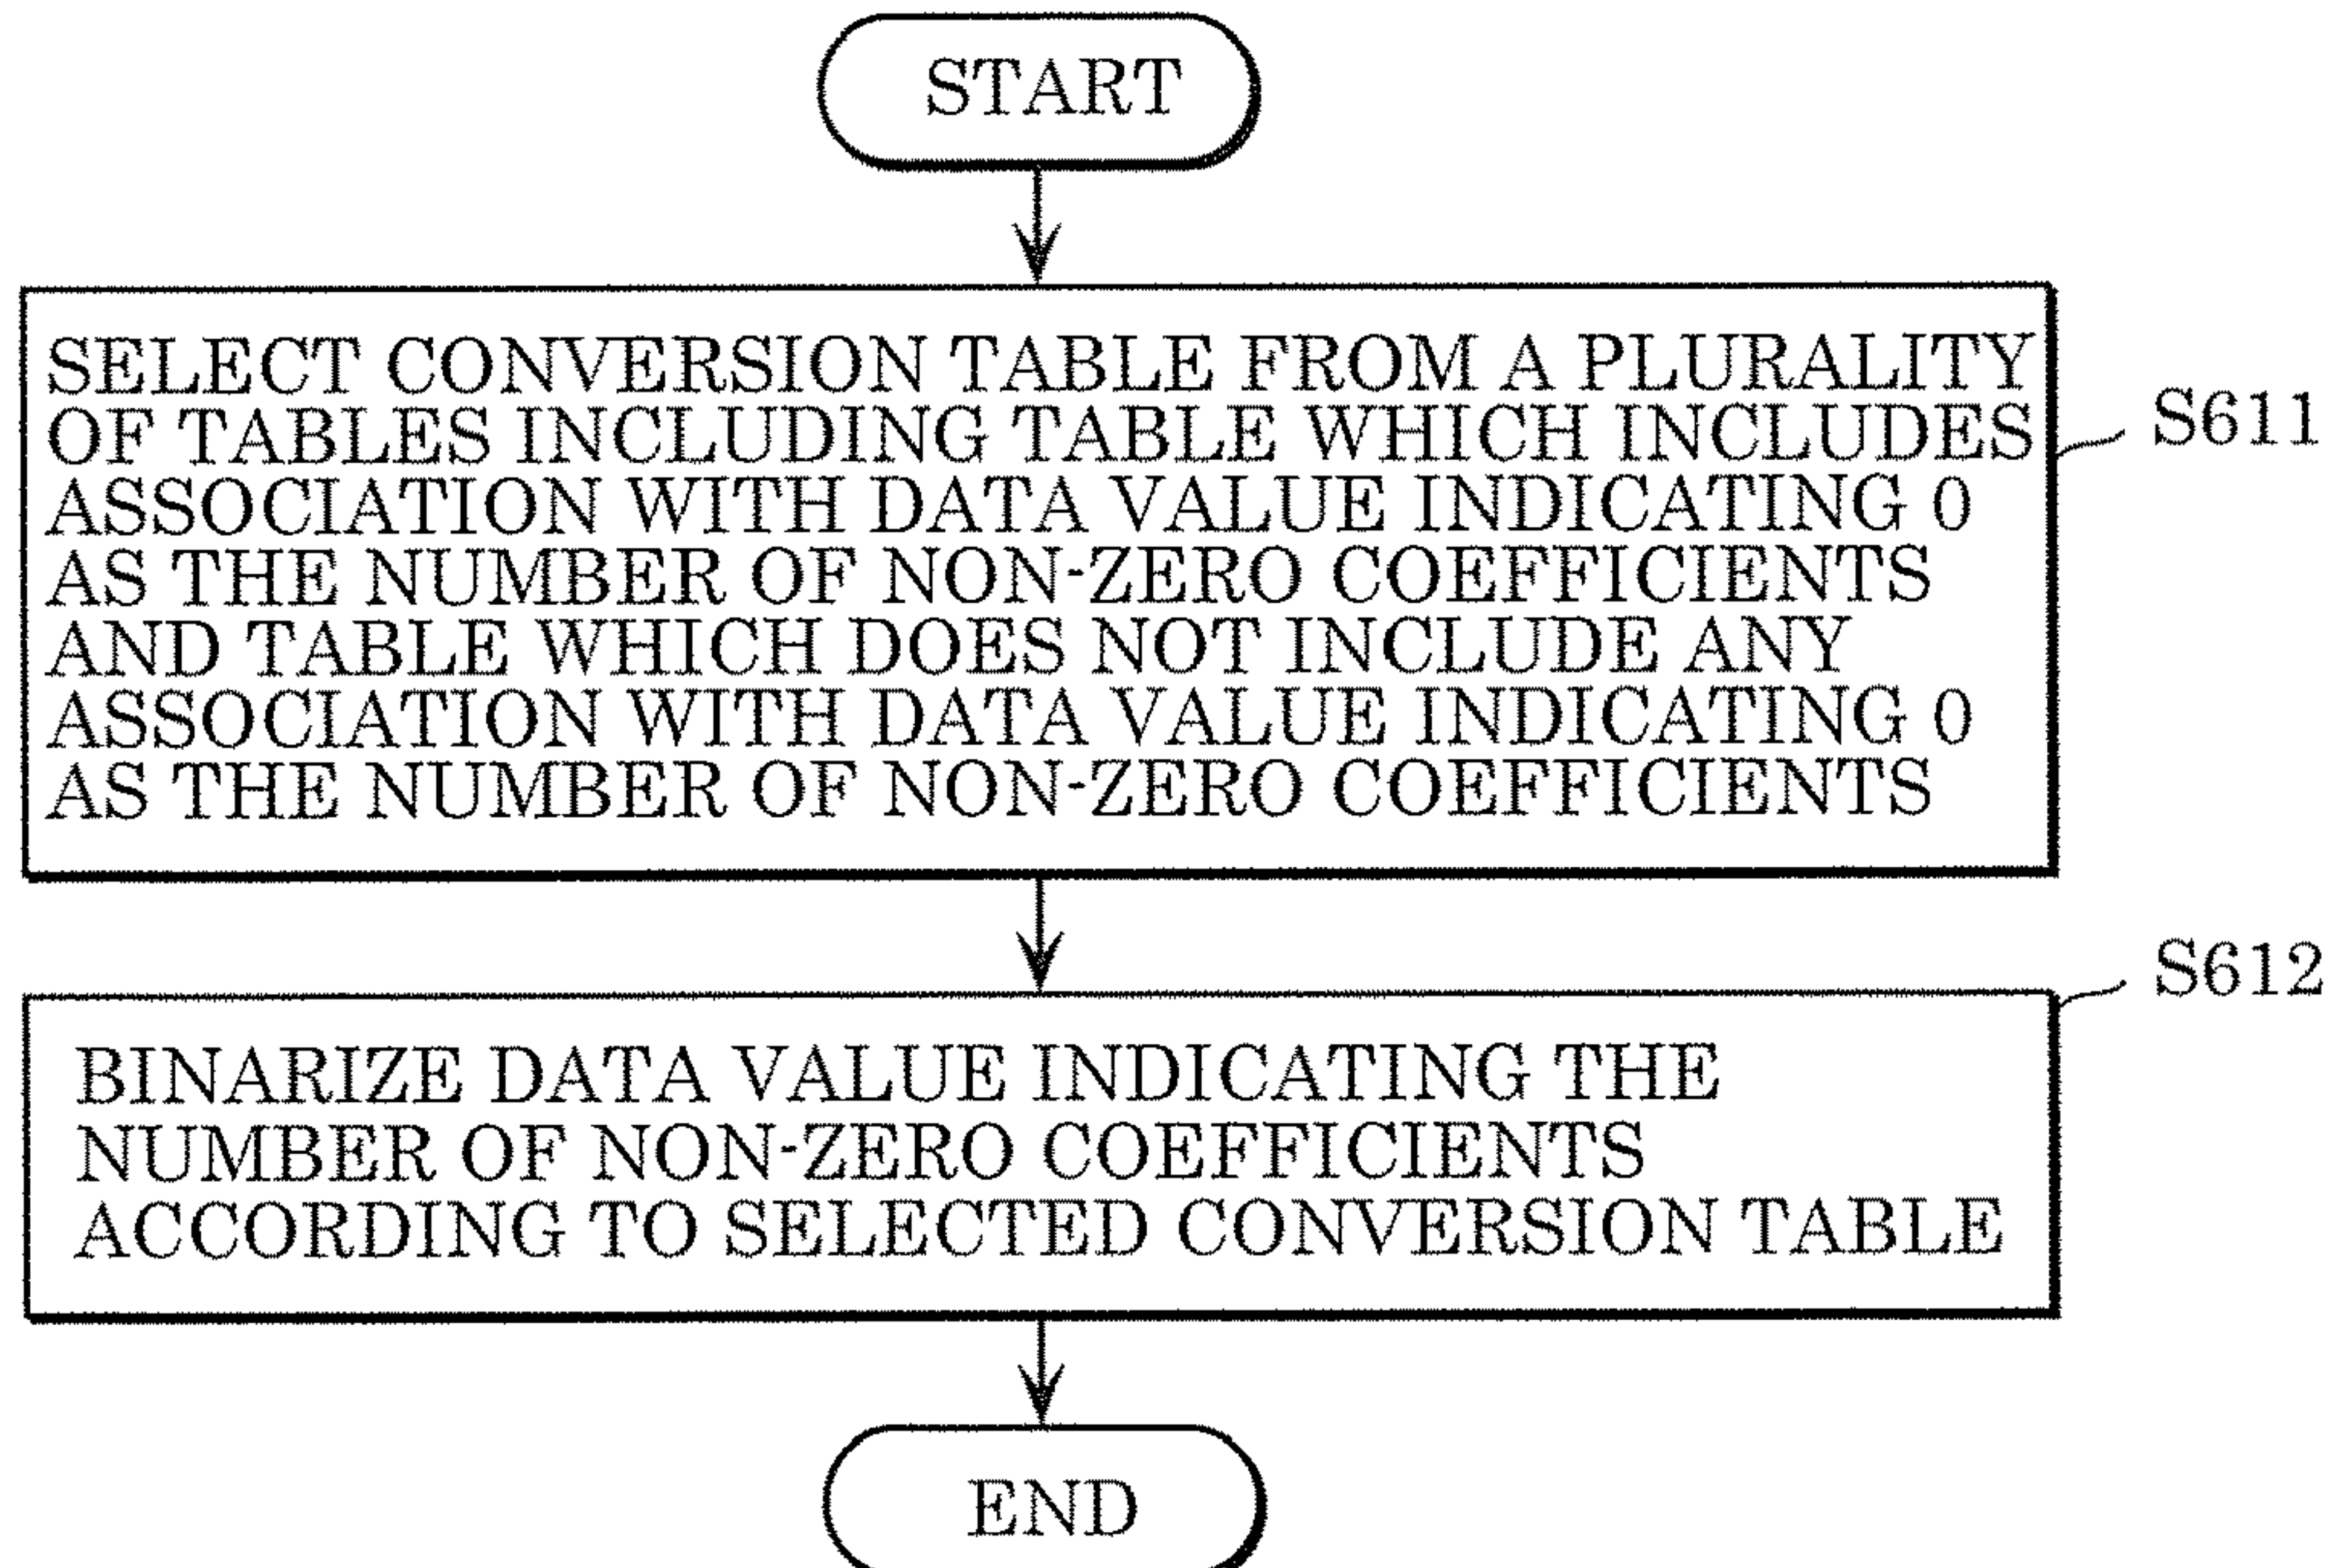 START
SELECT CONVERSION TABLE FROM A PLURALITY
OF TABLES INCLUDING TABLE WHICH INCLUDES
ASSOCIATION WITH DATA VALUE INDICATING 0
AS THE NUMBER OF NON-ZERO COEFFICIENTS
AND TABLE WHICH DOES NOT INCLUDE ANY
ASSOCIATION WITH DATA VALUE INDICATING 0
AS THE NUMBER OF NON-ZERO COEFFICIENTS
S611
S612
BINARIZE DATA VALUE INDICATING THE
NUMBER OF NON-ZERO COEFFICIENTS
ACCORDING TO SELECTED CONVERSION TABLE
END